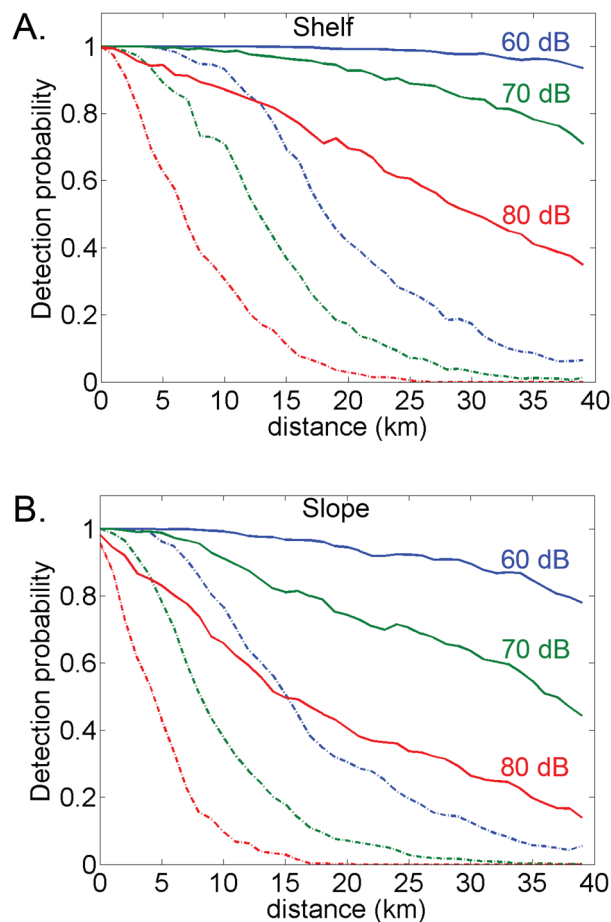 A.
Shelf
60 dB
70 dB
80 dB
Detection probability
1
0.8
0.6
0.4
0.2
0
0 5 10 15 20 25 30 35 40
distance (km)
B.
Slope
60 dB
70 dB
80 dB
Detection probability
1
0.8
0.6
0.4
0.2
0
0 5 10 15 20 25 30 35 40
distance (km)